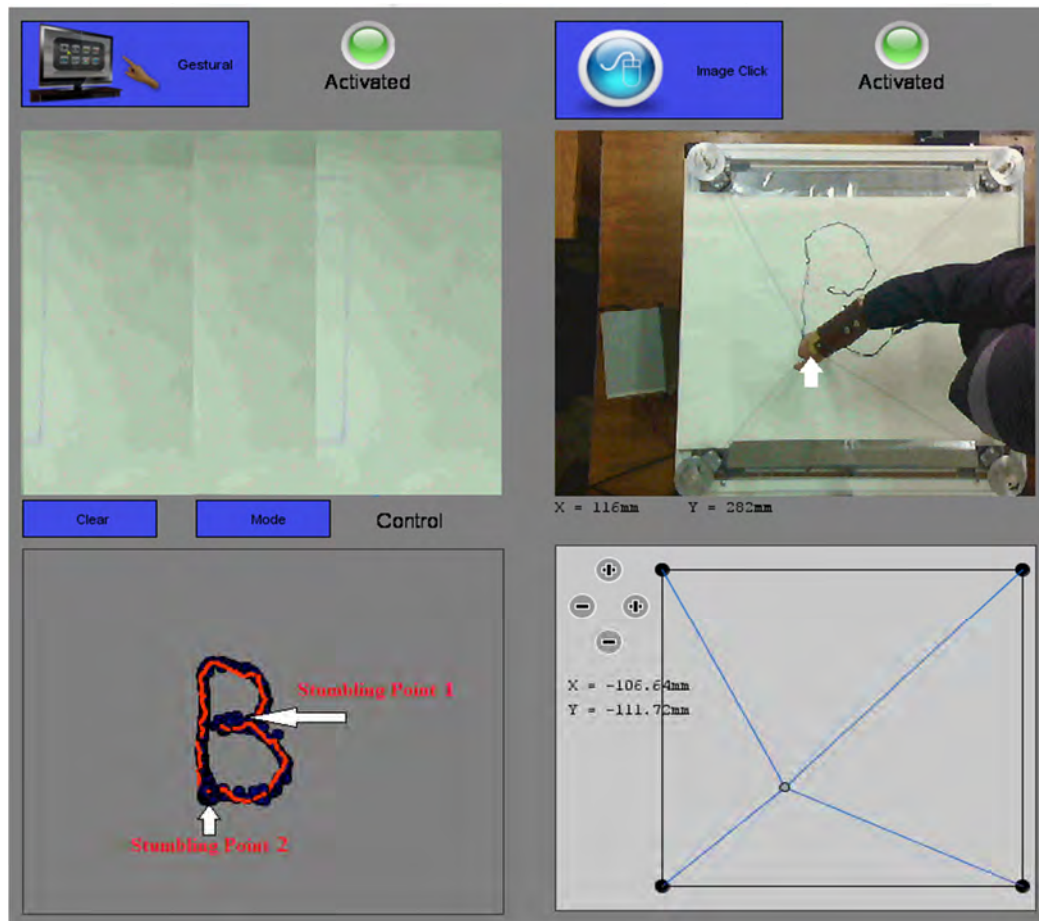 Gestural
Activated
Image Click
Activated
X = 116mm Y = 282mm
Clear
Mode
Control
Stumbling Point 1
Stumbling Point 2
X = -106.64mm
Y = -111.72mm